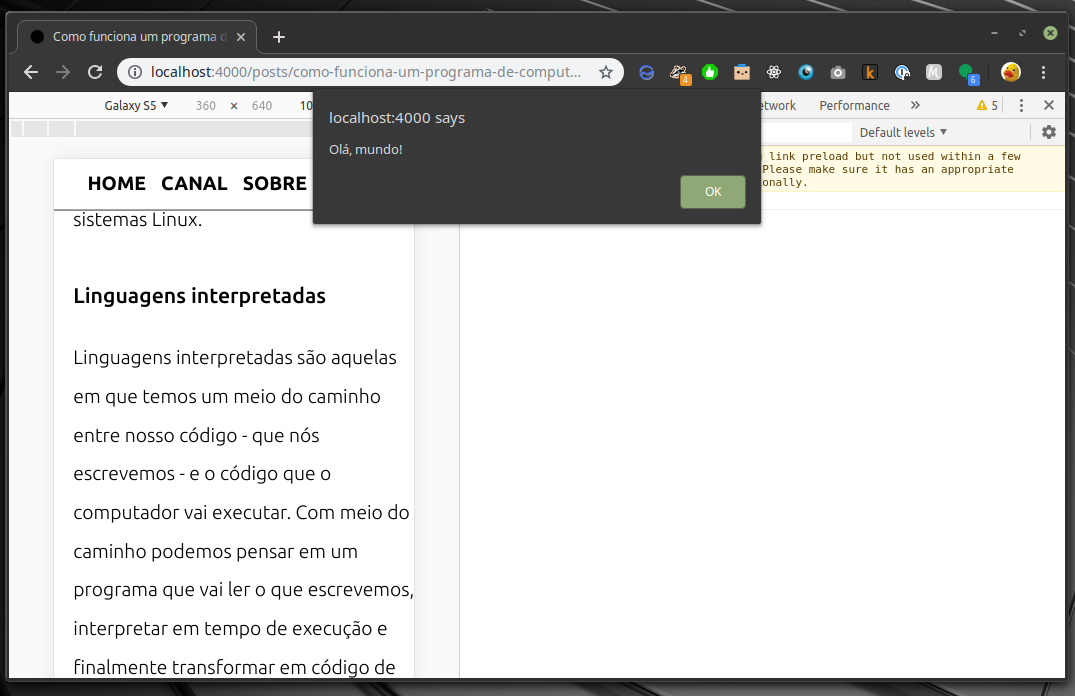 Como funciona um programa d
localhost:4000/posts/como-funciona-um-programa-de-comput...
4
6
Galaxy S5 ▼ 360 × 640 10
etwork Performance » 5
Default levels ▼
localhost:4000 says
Olá, mundo!
OK
link preload but not used within a few
Please make sure it has an appropriate
onally.
HOME CANAL SOBRE
sistemas Linux.
Linguagens interpretadas
Linguagens interpretadas são aquelas
em que temos um meio do caminho
entre nosso código - que nós
escrevemos - e o código que o
computador vai executar. Com meio do
caminho podemos pensar em um
programa que vai ler o que escrevemos,
interpretar em tempo de execução e
finalmente transformar em código de